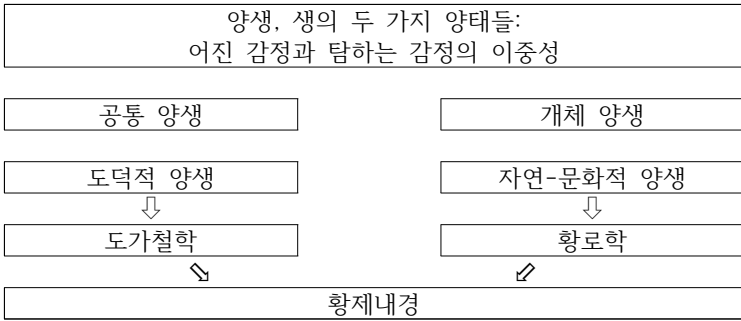 양생, 생의 두 가지 양태들:
어진 감정과 탐하는 감정의 이중성
공통 양생
개체 양생
도덕적 양생
자연-문화적 양생
도가철학
황로학
황제내경